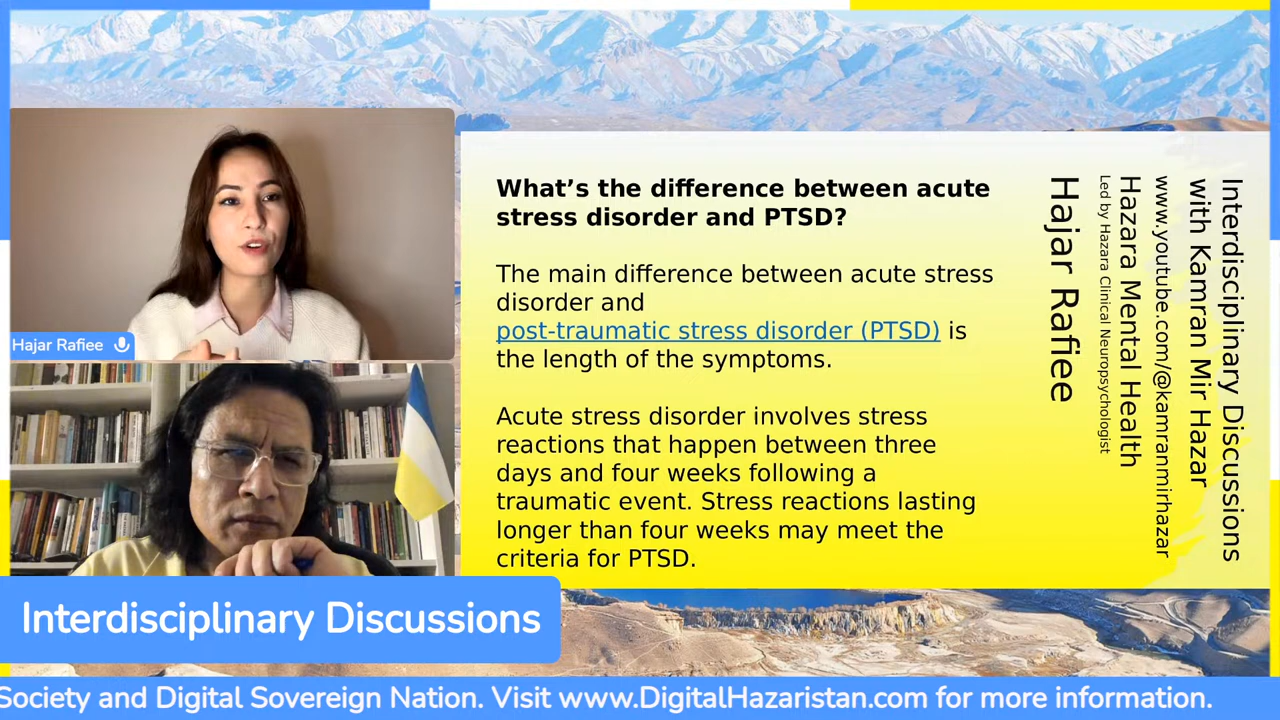 What's the difference between acute
stress disorder and PTSD?
The main difference between acute stress
disorder and
post-traumatic stress disorder (PTSD) is
the length of the symptoms.
Acute stress disorder involves stress
reactions that happen between three
days and four weeks following a
traumatic event. Stress reactions lasting
longer than four weeks may meet the
criteria for PTSD.
Interdisciplinary Discussions
with Kamran Mir Hazar
www.youtube.com/@kamranmirhazar
Hazara Mental Health
Led by Hazara Clinical Neuropsychologist
Hajar Rafiee
Hajar Rafiee
Interdisciplinary Discussions
Society and Digital Sovereign Nation. Visit www.DigitalHazaristan.com for more information.